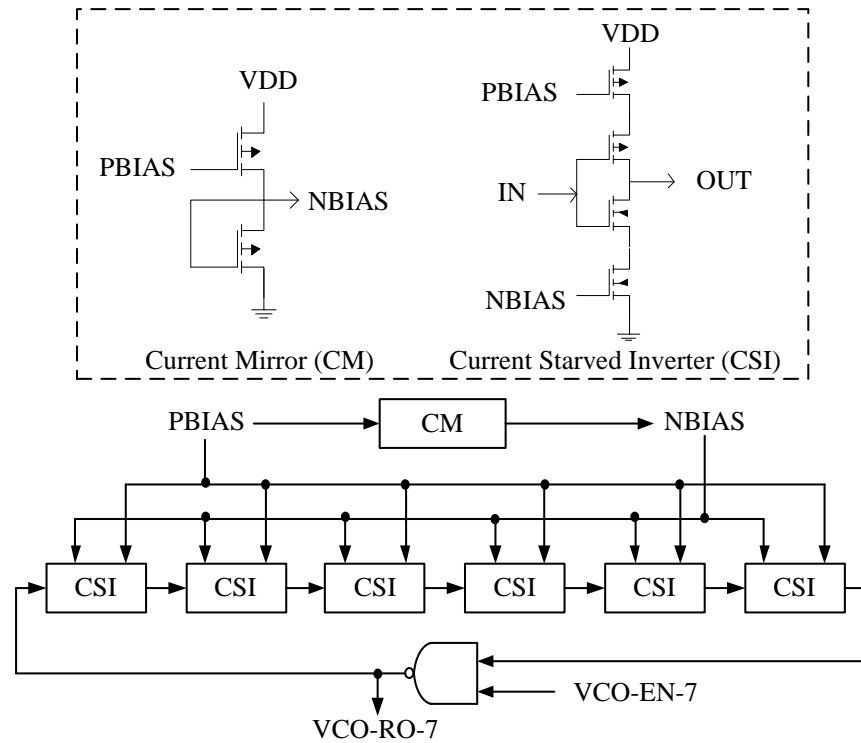 VDD
PBIAS
NBIAS
Current Mirror (CM)
VDD
PBIAS
IN
OUT
NBIAS
Current Starved Inverter (CSI)
PBIAS
CM
NBIAS
CSI
CSI
CSI
CSI
CSI
CSI
VCO-EN-7
VCO-RO-7